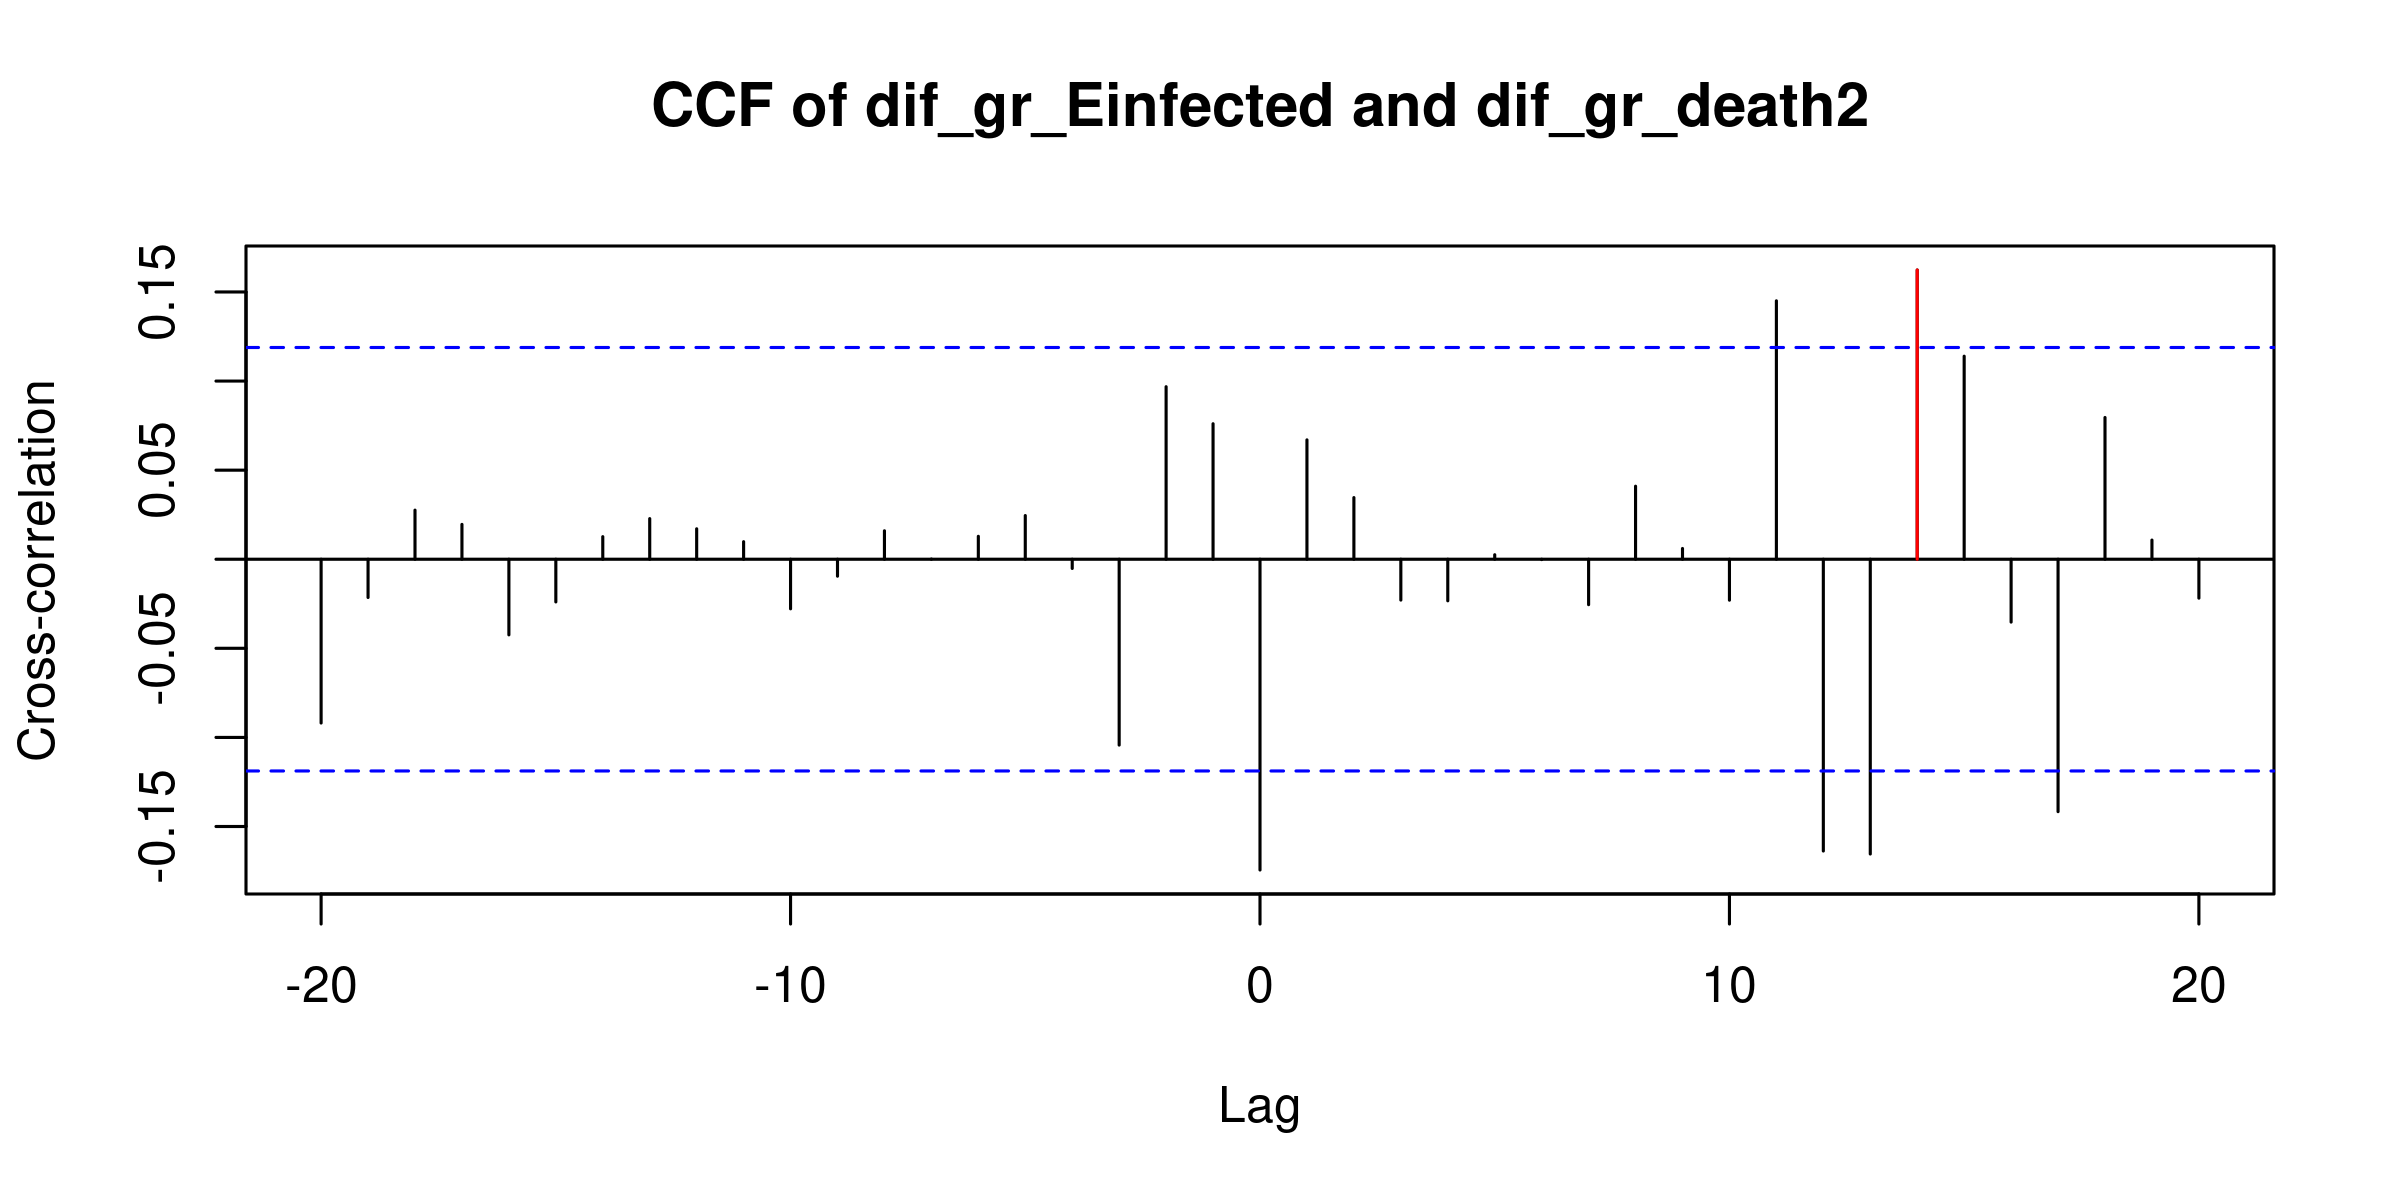 CCF of dif_gr_Einfected and dif_gr_death2
Cross-correlation
0.15
0.05
-0.05
-0.15
-20 -10 0 10 20
Lag